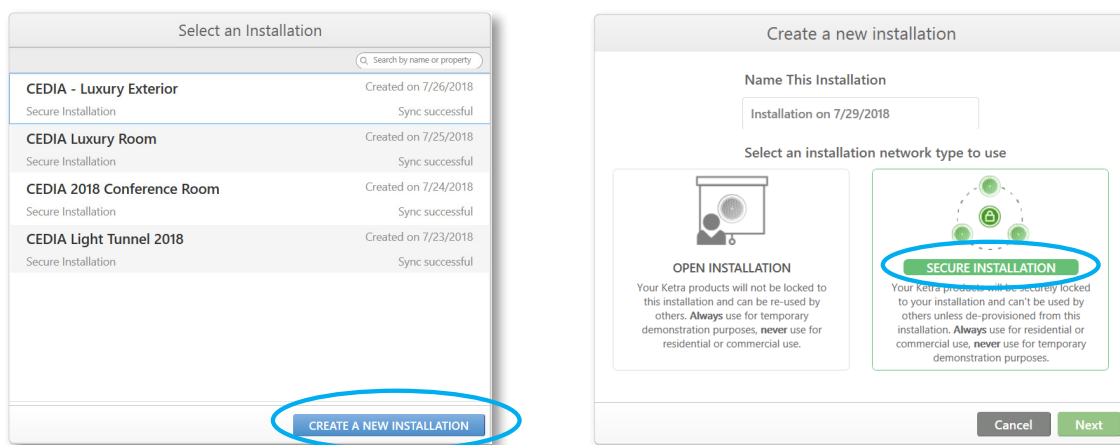 Select an Installation
Search by name or property
CEDIA - Luxury Exterior
Created on 7/26/2018
Secure Installation
Sync successful
CEDIA Luxury Room
Created on 7/25/2018
Secure Installation
Sync successful
CEDIA 2018 Conference Room
Created on 7/24/2018
Secure Installation
Sync successful
CEDIA Light Tunnel 2018
Created on 7/23/2018
Secure Installation
Sync successful
CREATE A NEW INSTALLATION
Create a new installation
Name This Installation
Installation on 7/29/2018
Select an installation network type to use
OPEN INSTALLATION
Your Ketra products will not be locked to
this installation and can be re-used by
others. Always use for temporary
demonstration purposes, never use for
residential or commercial use.
SECURE INSTALLATION
Your Ketra products will be securely locked
to your installation and can't be used by
others unless de-provisioned from this
installation. Always use for residential or
commercial use, never use for temporary
demonstration purposes.
Cancel
Next